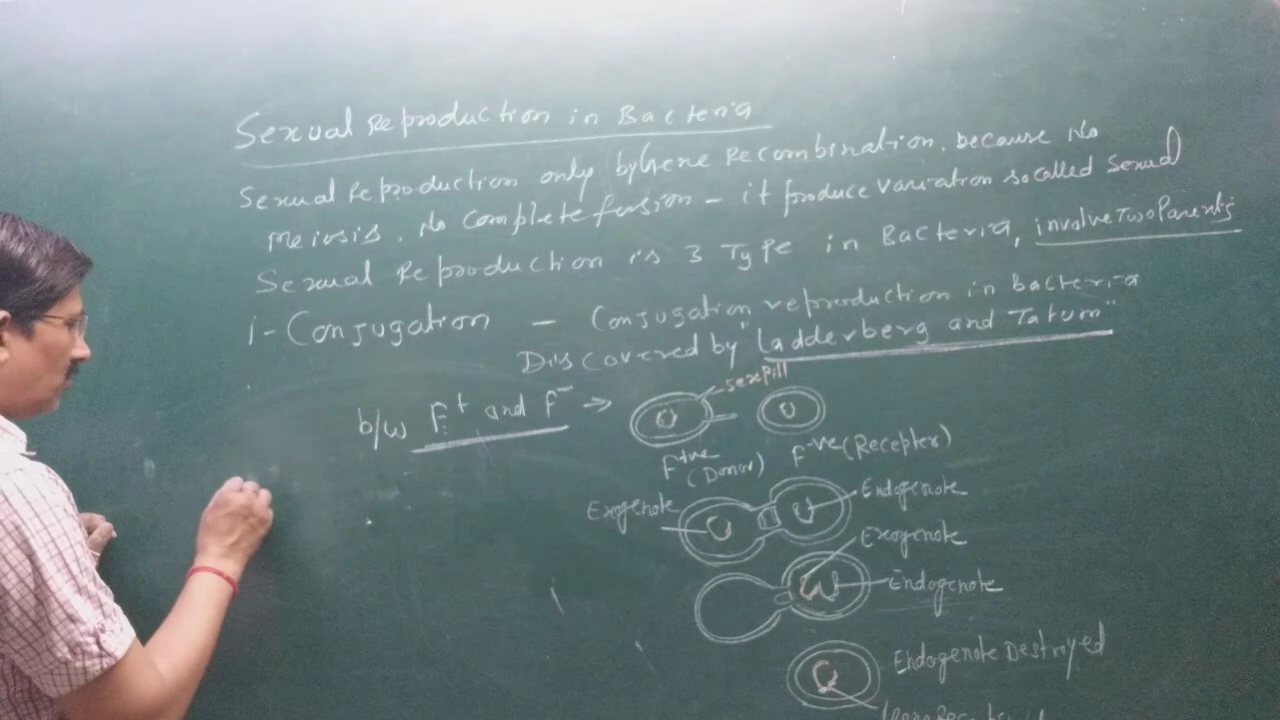 Sexual Reproduction in Bacteria
Sexual Reproduction only by Gene Recombination. because No
Meiosis. No complete fusion - it produce variation so called Sexual
Sexual Reproduction is 3 Type in Bacteria, involve Two Parents
1- Conjugation - Conjugation reproduction in bacteria
Discovered by "Ladderberg and Tatum"
b/w F+ and F- → Sexpill
F+ve (Donor) F-ve (Recepter)
Exogenote Endogenote
Exogenote
Endogenote
Endogenote Destroyed